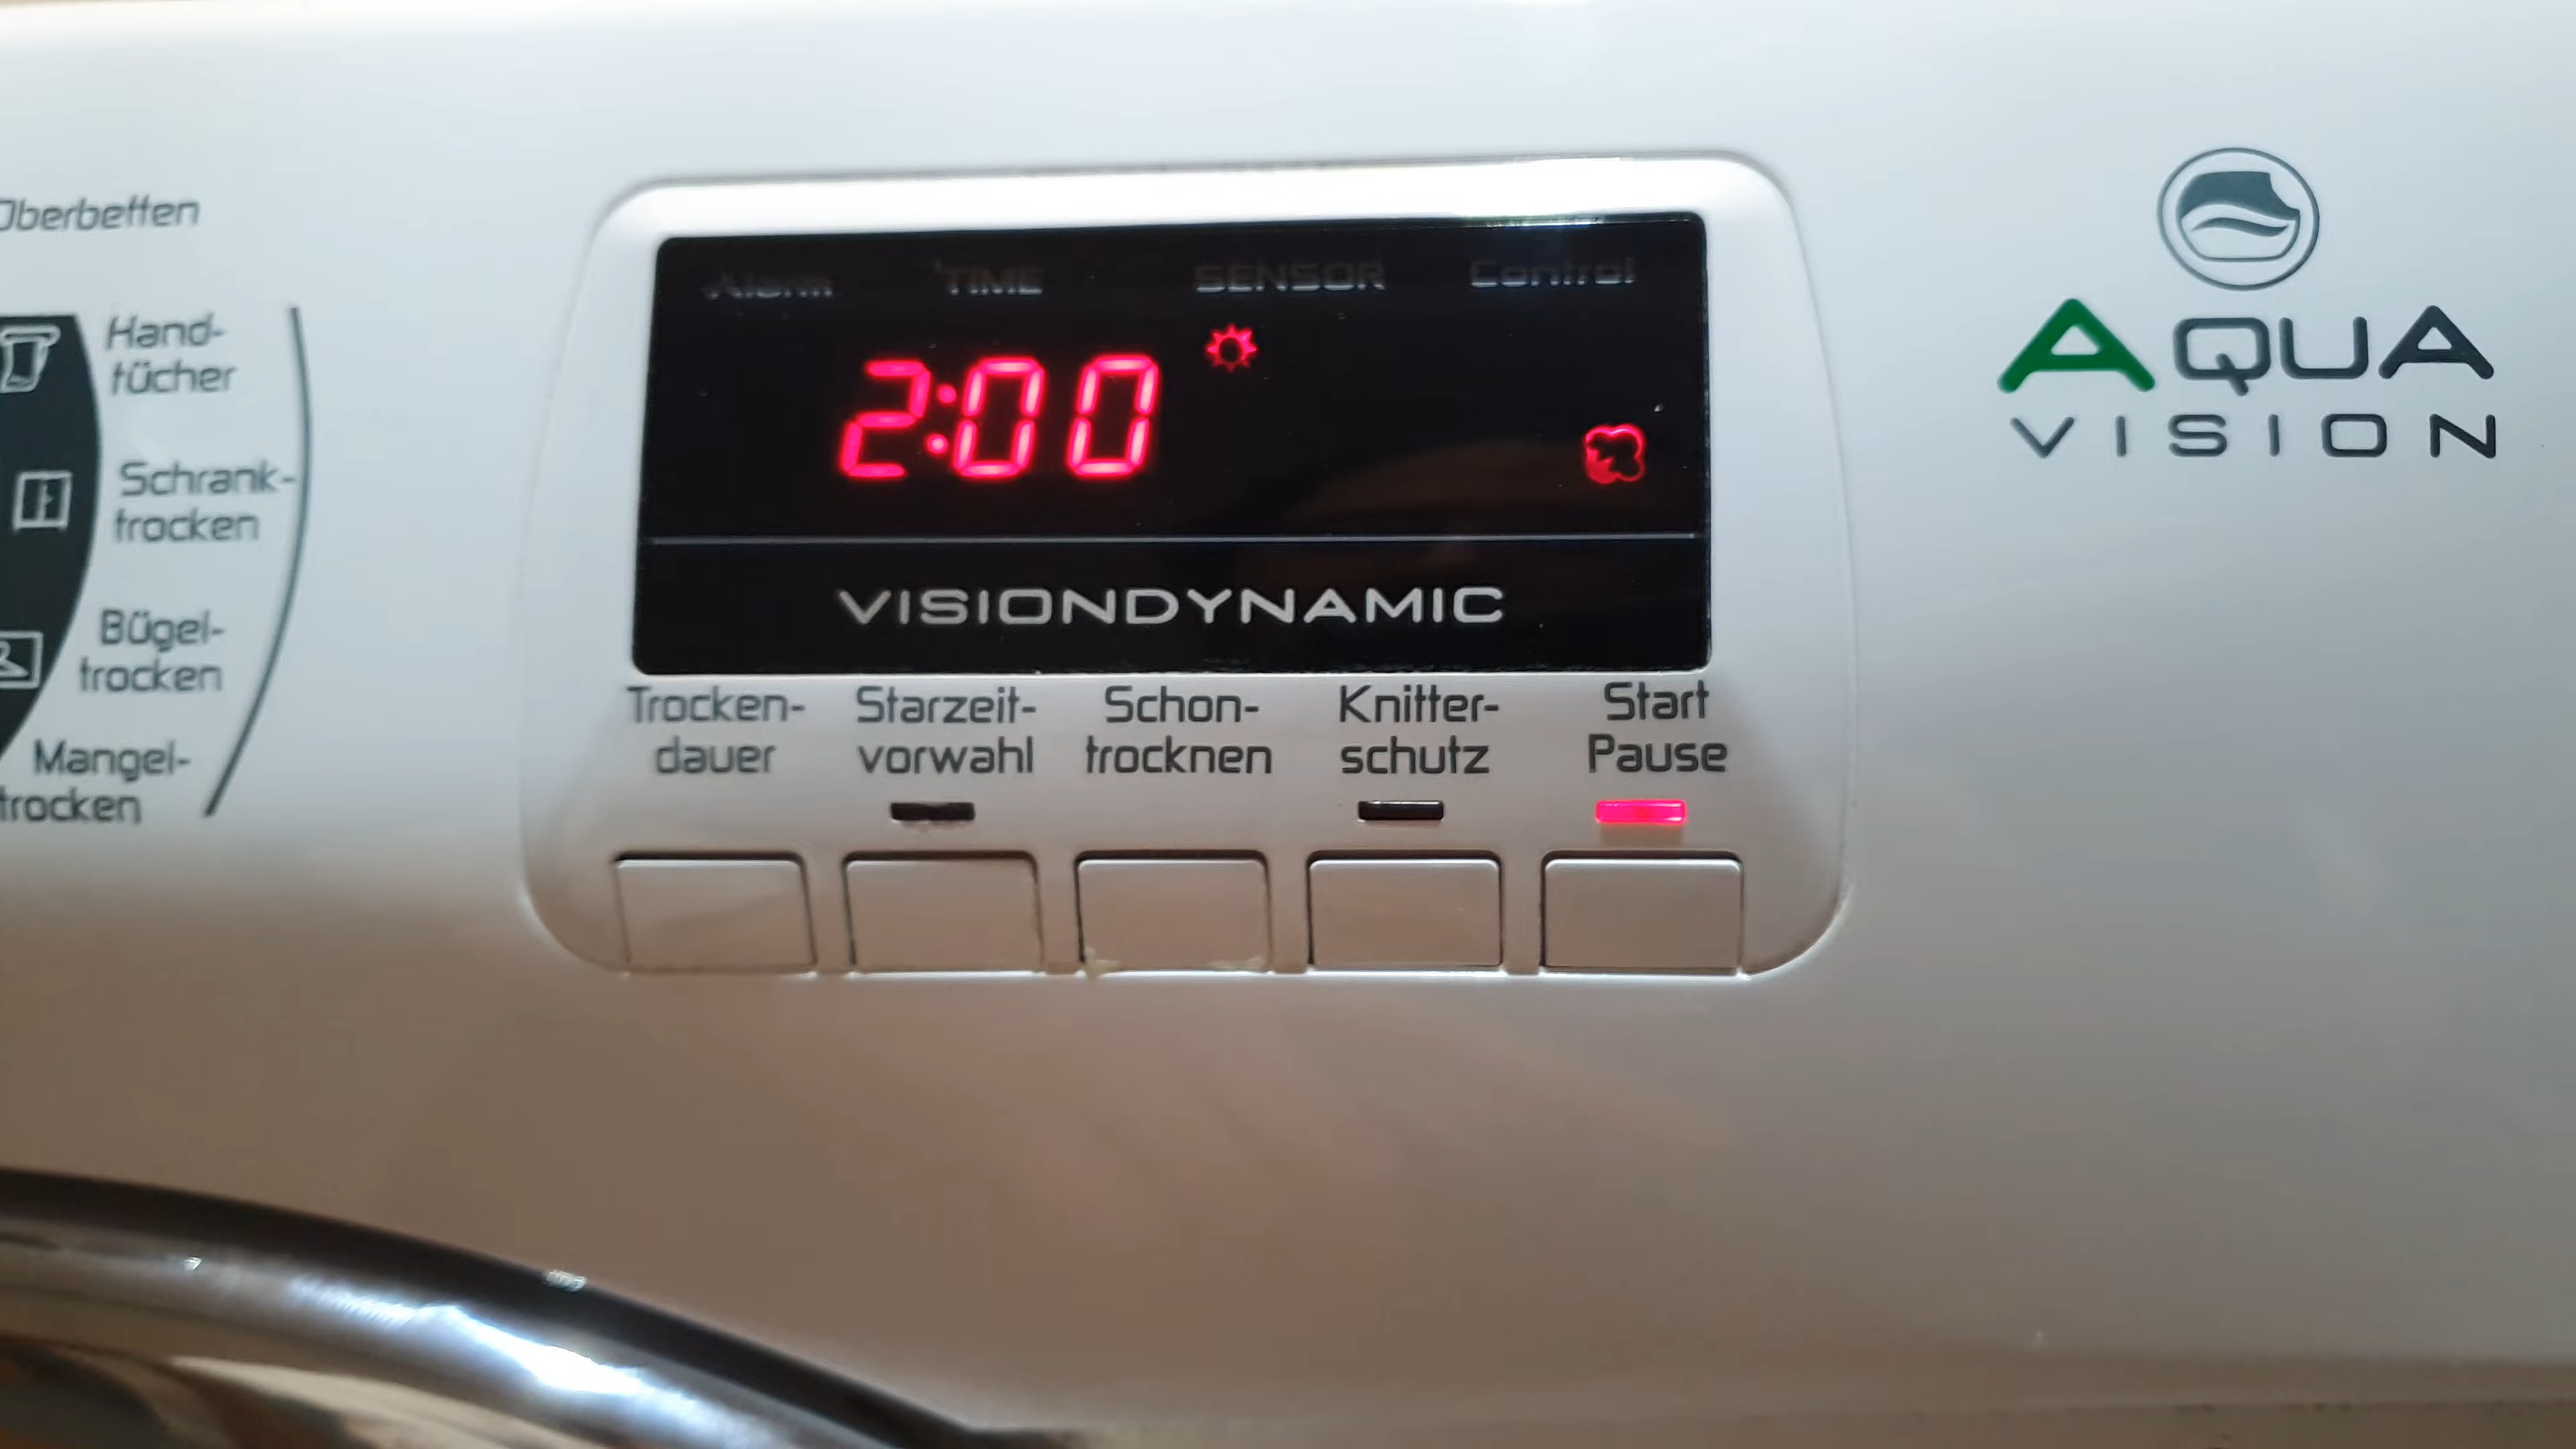 Oberbetten
Hand-
tücher
Schrank-
trocken
Bügel-
trocken
Mangel-
trocken
Alarm TIME SENSOR Control
2:00
VISIONDYNAMIC
Trocken-
dauer
Starzeit-
vorwahl
Schon-
trocknen
Knitter-
schutz
Start
Pause
AQUA
VISION